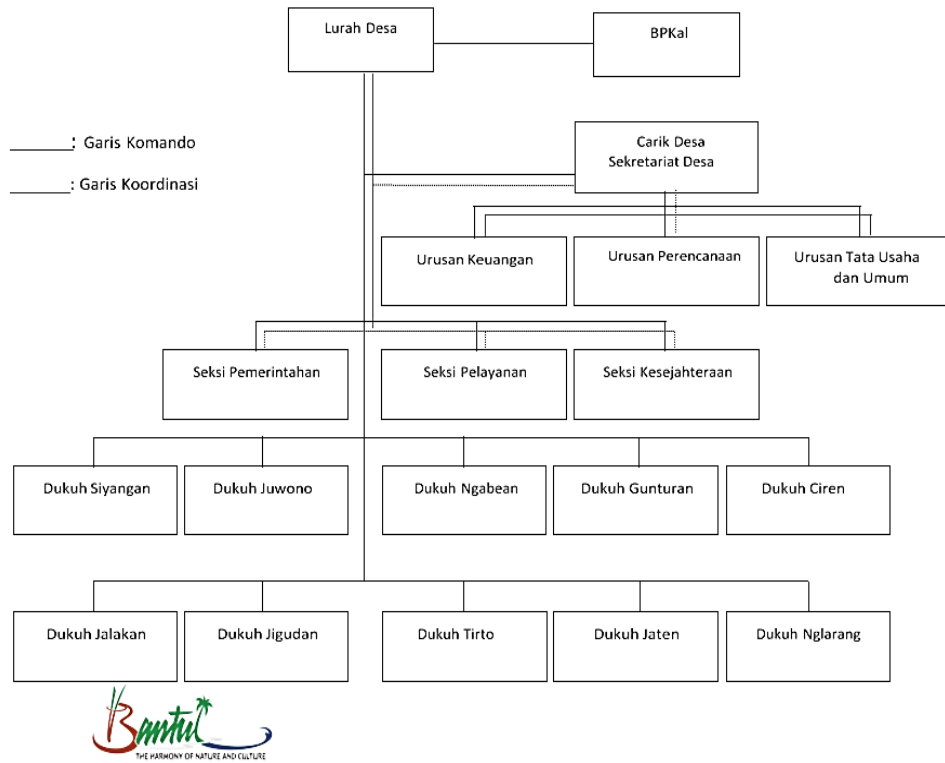 Lurah Desa
BPKal
: Garis Komando
: Garis Koordinasi
Carik Desa
Sekretariat Desa
Urusan Keuangan
Urusan Perencanaan
Urusan Tata Usaha
dan Umum
Seksi Pemerintahan
Seksi Pelayanan
Seksi Kesejahteraan
Dukuh Siyangan
Dukuh Juwono
Dukuh Ngabean
Dukuh Gunturan
Dukuh Ciren
Dukuh Jalakan
Dukuh Jigudan
Dukuh Tirto
Dukuh Jaten
Dukuh Nglarang
Bantul
THE HARMONY OF NATURE AND CULTURE